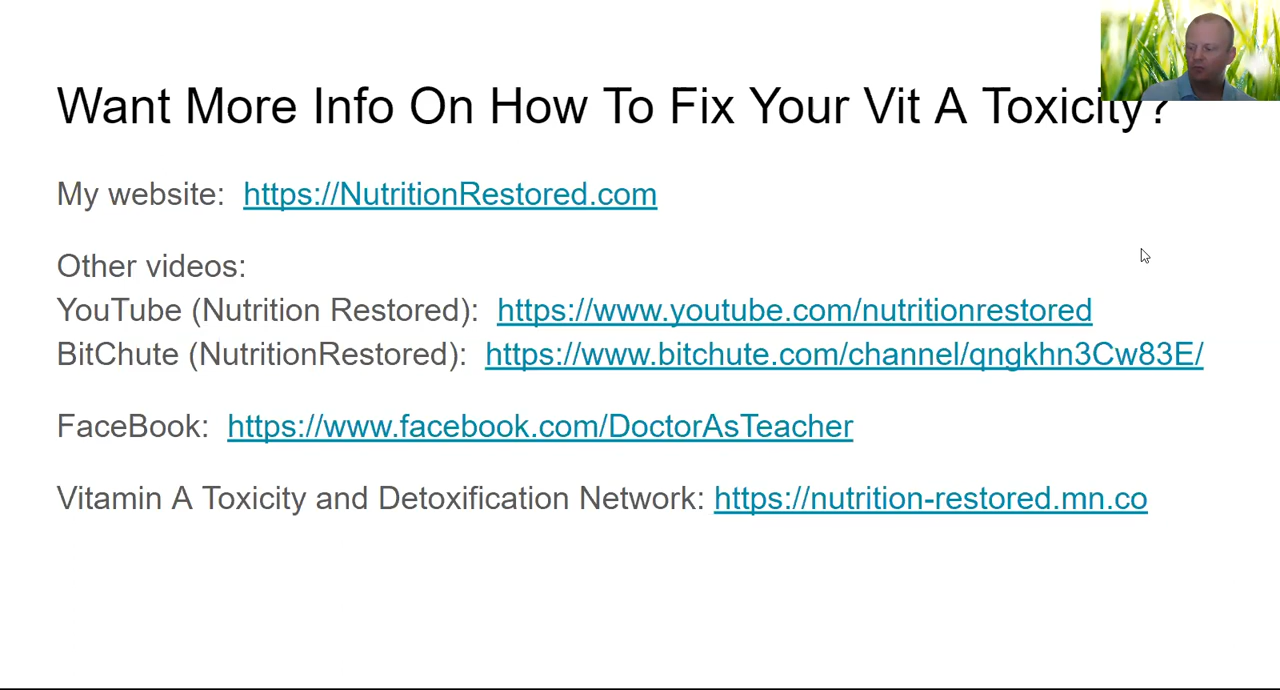 Want More Info On How To Fix Your Vit A Toxicity?
My website: https://NutritionRestored.com
Other videos:
YouTube (Nutrition Restored): https://www.youtube.com/nutritionrestored
BitChute (NutritionRestored): https://www.bitchute.com/channel/qngkhn3Cw83E/
FaceBook: https://www.facebook.com/DoctorAsTeacher
Vitamin A Toxicity and Detoxification Network: https://nutrition-restored.mn.co